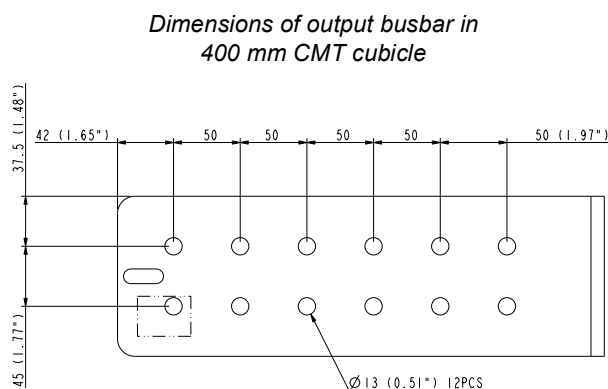 Dimensions of output busbar in
400 mm CMT cubicle
42 (1.65")
50
50
50
50
50 (1.97")
37.5 (1.48")
45 (1.77")
Ø13 (0.51") 12PCS